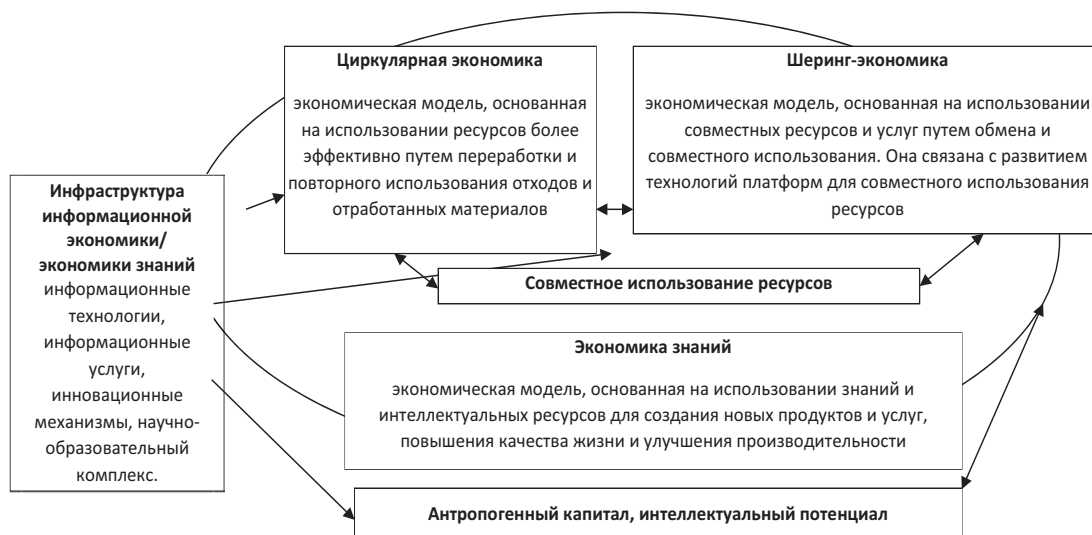 Циркулярная экономика
экономическая модель, основанная
на использовании ресурсов более
эффективно путем переработки и
повторного использования отходов и
отработанных материалов
Шеринг-экономика
экономическая модель, основанная на использовании
совместных ресурсов и услуг путем обмена и
совместного использования. Она связана с развитием
технологий платформ для совместного использования
ресурсов
Инфраструктура
информационной
экономики/
экономики знаний
информационные
технологии,
информационные
услуги,
инновационные
механизмы, научно-
образовательный
комплекс.
Совместное использование ресурсов
Экономика знаний
экономическая модель, основанная на использовании знаний и
интеллектуальных ресурсов для создания новых продуктов и услуг,
повышения качества жизни и улучшения производительности
Антропогенный капитал, интеллектуальный потенциал